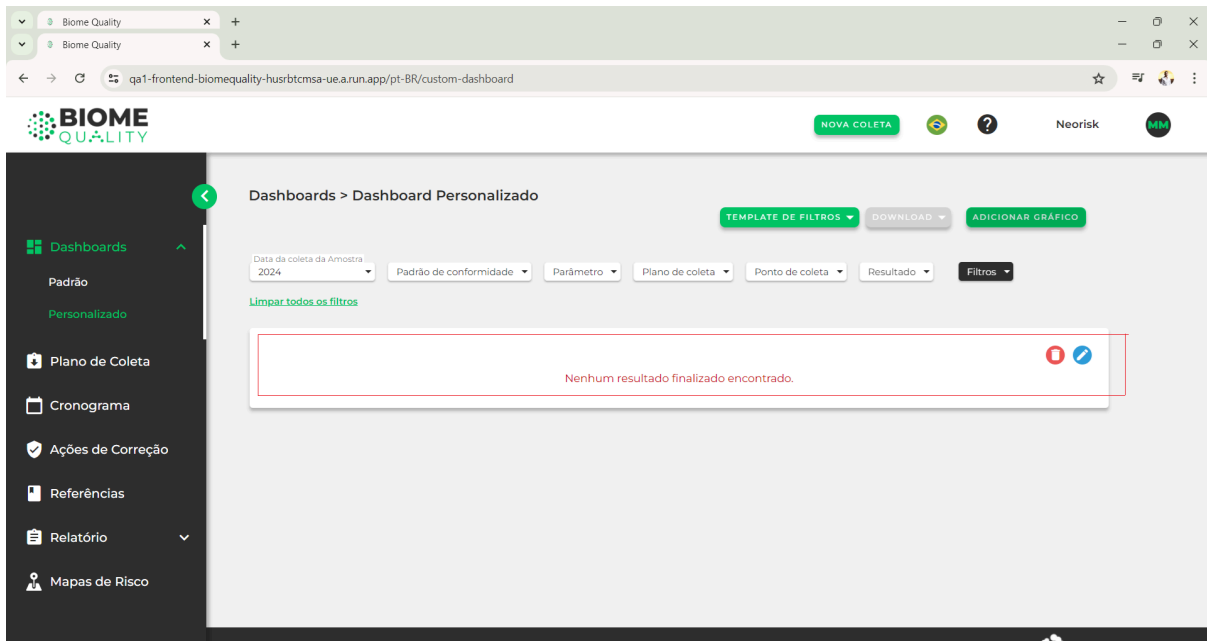 Biome Quality
Biome Quality
qa1-frontend-biomequality-husrbtcmsa-ue.a.run.app/pt-BR/custom-dashboard
BIOME
QUALITY
NOVA COLETA
Neorisk
MM
Dashboards > Dashboard Personalizado
TEMPLATE DE FILTROS
DOWNLOAD
ADICIONAR GRÁFICO
Dashboards
Padrão
Personalizado
Plano de Coleta
Cronograma
Ações de Correção
Referências
Relatório
Mapas de Risco
Data da coleta da Amostra
2024
Padrão de conformidade
Parâmetro
Plano de coleta
Ponto de coleta
Resultado
Filtros
Limpar todos os filtros
Nenhum resultado finalizado encontrado.